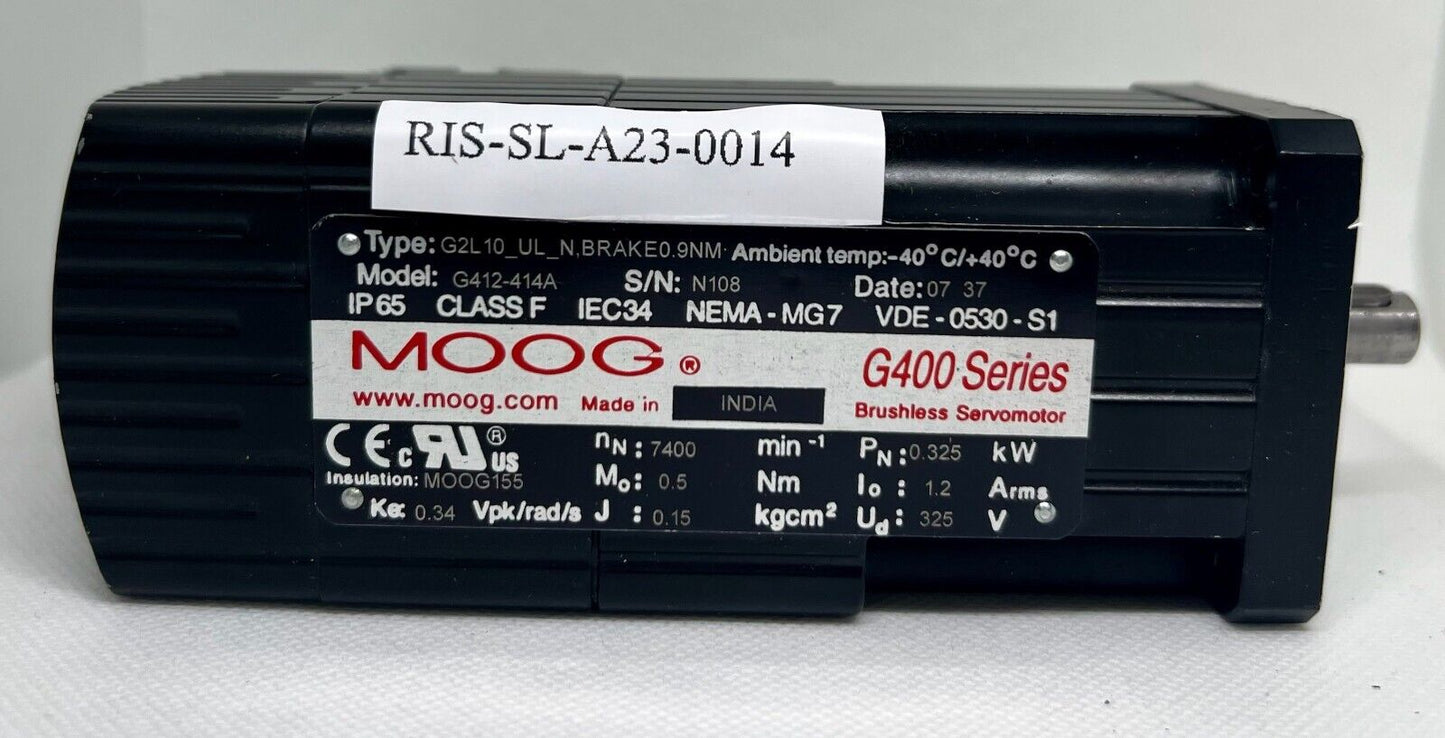 RIS-SL-A23-0014
Type: G2L10_UL_N,BRAKE0.9NM Ambient temp:-40°C/+40°C
Model: G412-414A S/N: N108 Date: 07 37
IP65 CLASS F IEC34 NEMA-MG7 VDE-0530-S1
MOOG® G400 Series
www.moog.com Made in INDIA Brushless Servomotor
CE c RU ® US nN: 7400 min-1 PN: 0.325 kW
Insulation: MOOG155 Mo: 0.5 Nm Io: 1.2 Arms
Ke: 0.34 Vpk/rad/s J: 0.15 kgcm² Ud: 325 V